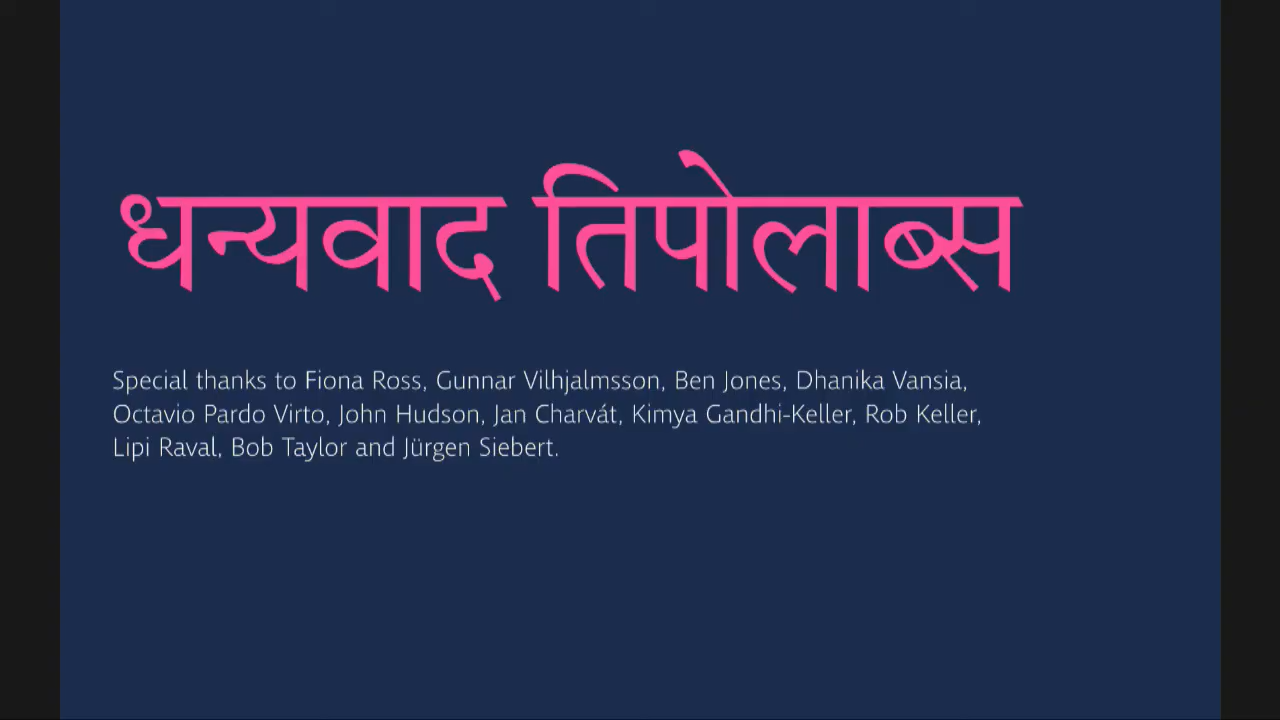 धन्यवाद तिपोलाब्स
Special thanks to Fiona Ross, Gunnar Vilhjalmsson, Ben Jones, Dhanika Vansia,
Octavio Pardo Virto, John Hudson, Jan Charvát, Kimya Gandhi-Keller, Rob Keller,
Lipi Raval, Bob Taylor and Jürgen Siebert.